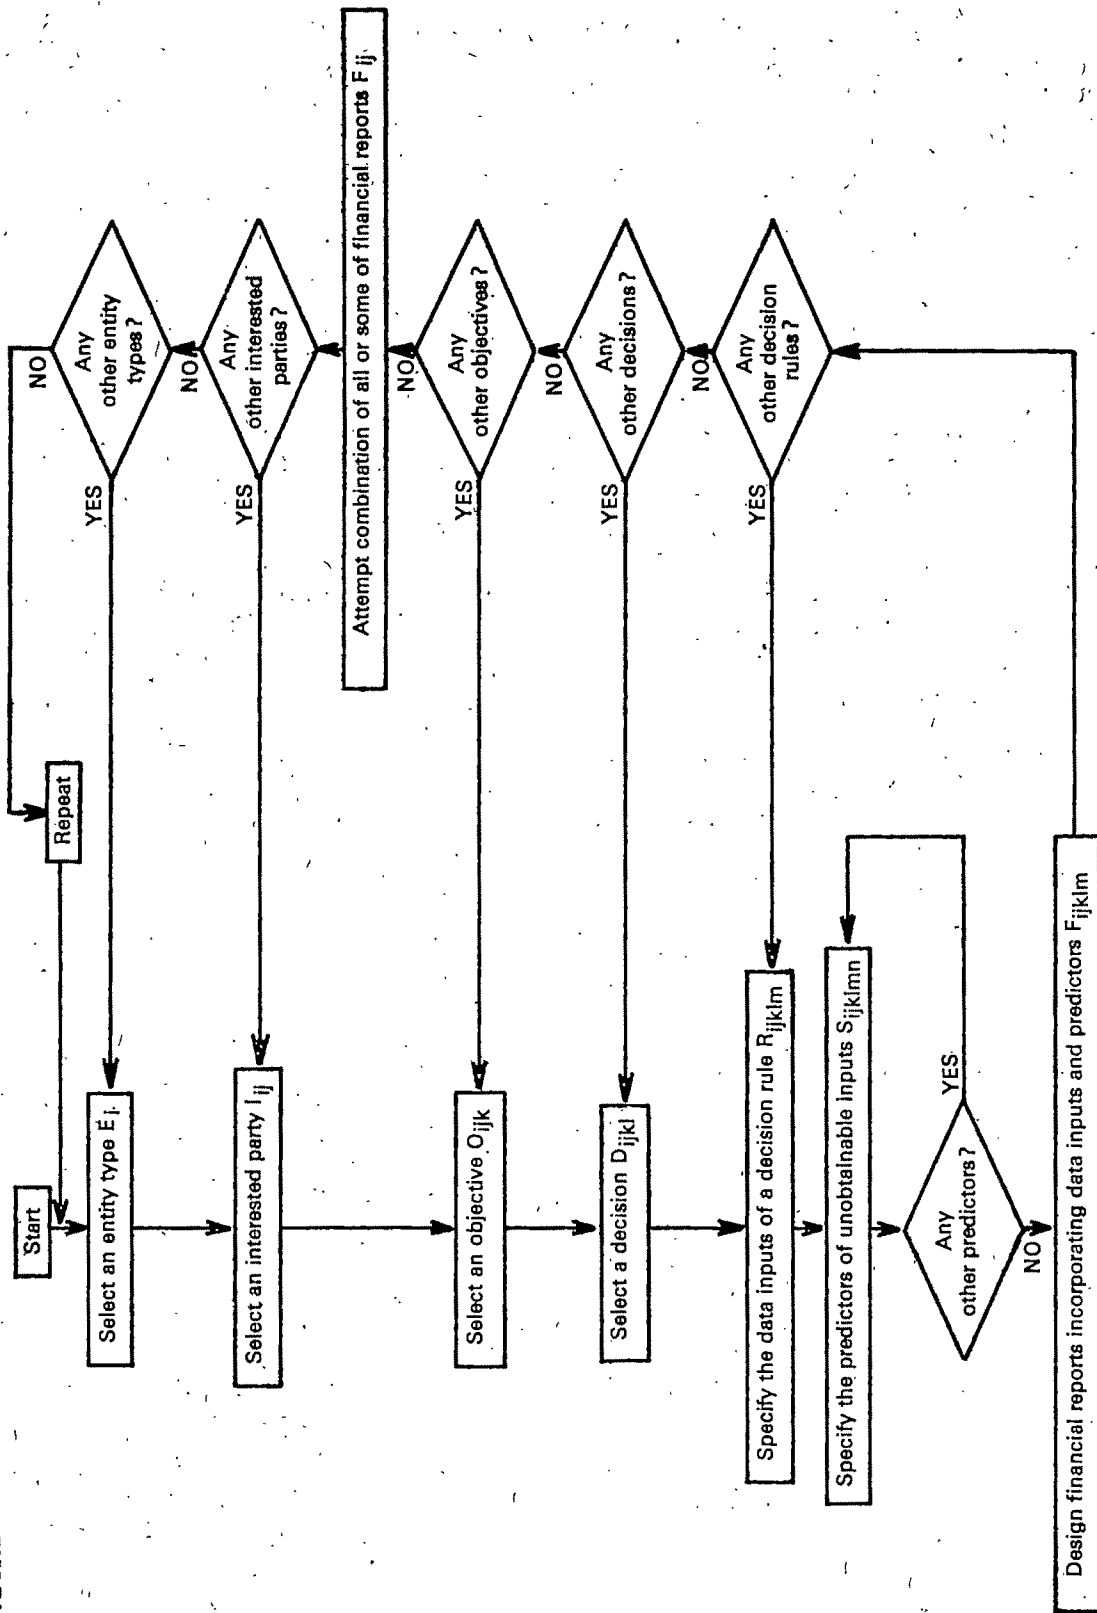 Start
Repeat
Select an entity type Ei.
Select an interested party Iij
Select an objective Oijk
Select a decision Dijkl
Specify the data inputs of a decision rule Rijklm
Specify the predictors of unobtainable inputs Sijklmn
Any
other predictors?
YES
NO
Design financial reports incorporating data inputs and predictors Fijklm
Any
other decision
rules?
YES
NO
Any
other decisions?
YES
NO
Any
other objectives?
YES
NO
Attempt combination of all or some of financial reports Fij
Any
other interested
parties?
YES
NO
Any
other entity
types?
YES
NO